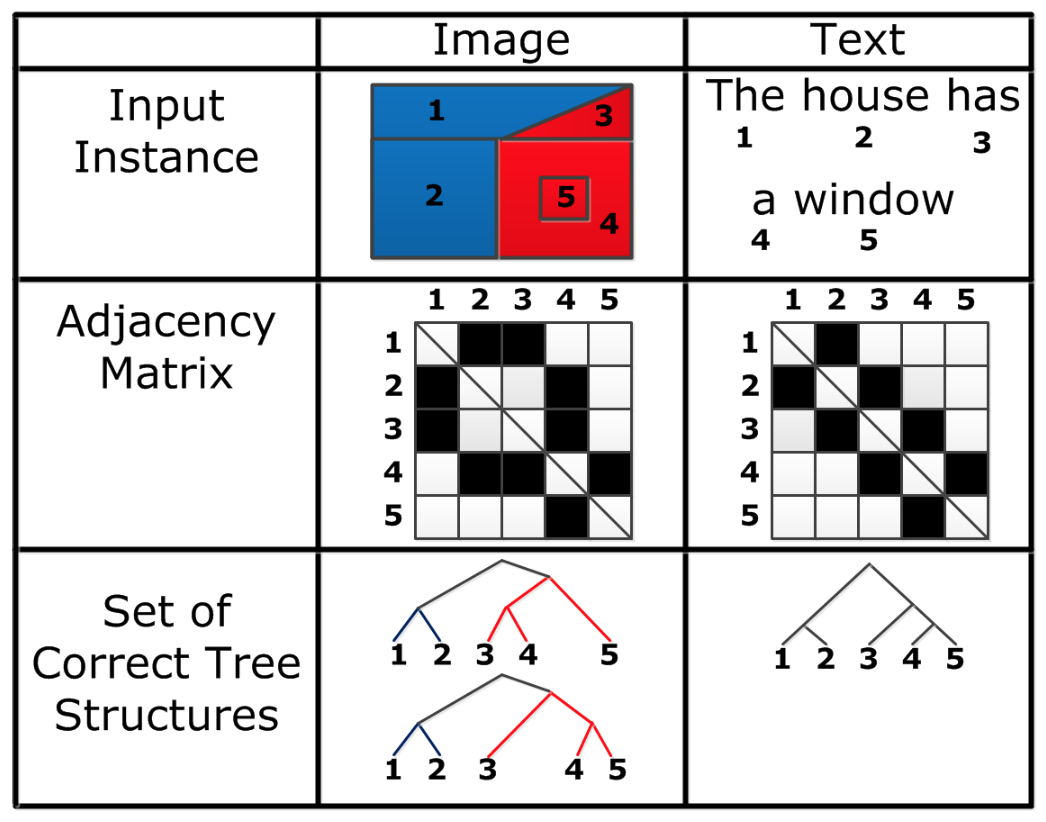 Image Text
Input
Instance
1
3
2
5
4
The house has
1 2 3
a window
4 5
Adjacency
Matrix
1 2 3 4 5
1
2
3
4
5
1 2 3 4 5
1
2
3
4
5
Set of
Correct Tree
Structures
1 2 3 4 5
1 2 3 4 5
1 2 3 4 5